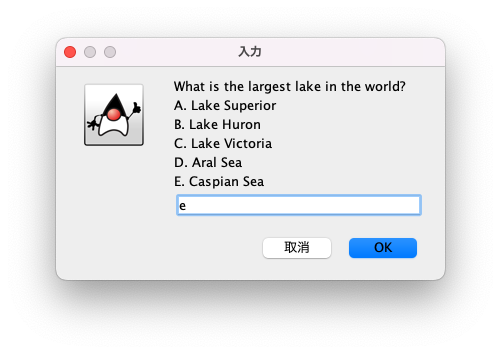 入力
What is the largest lake in the world?
A. Lake Superior
B. Lake Huron
C. Lake Victoria
D. Aral Sea
E. Caspian Sea
e
取消 OK